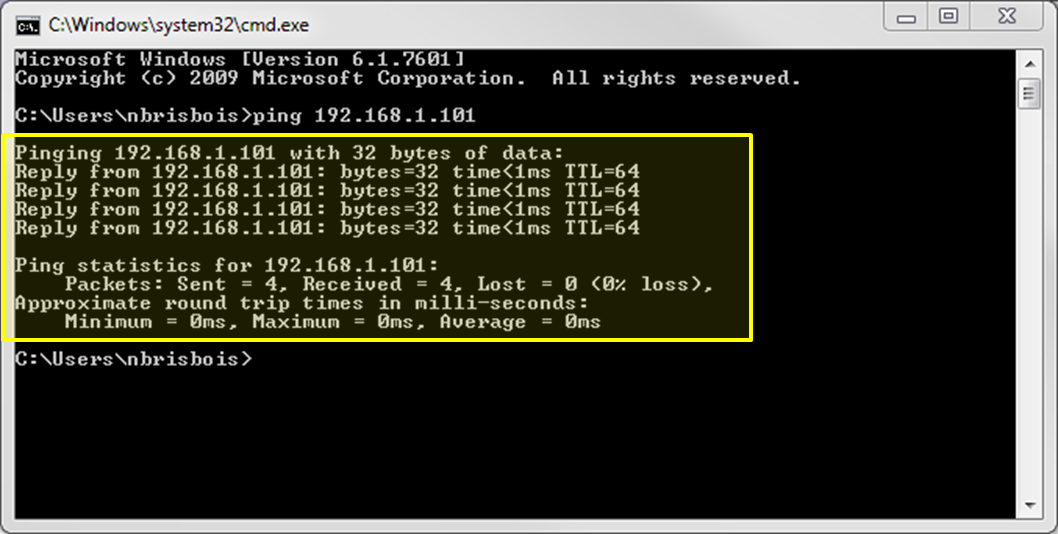 C:\Windows\system32\cmd.exe
Microsoft Windows [Version 6.1.7601]
Copyright (c) 2009 Microsoft Corporation.  All rights reserved.
C:\Users\nbrisbois>ping 192.168.1.101
Pinging 192.168.1.101 with 32 bytes of data:
Reply from 192.168.1.101: bytes=32 time<1ms TTL=64
Reply from 192.168.1.101: bytes=32 time<1ms TTL=64
Reply from 192.168.1.101: bytes=32 time<1ms TTL=64
Reply from 192.168.1.101: bytes=32 time<1ms TTL=64
Ping statistics for 192.168.1.101:
    Packets: Sent = 4, Received = 4, Lost = 0 (0% loss),
Approximate round trip times in milli-seconds:
    Minimum = 0ms, Maximum = 0ms, Average = 0ms
C:\Users\nbrisbois>